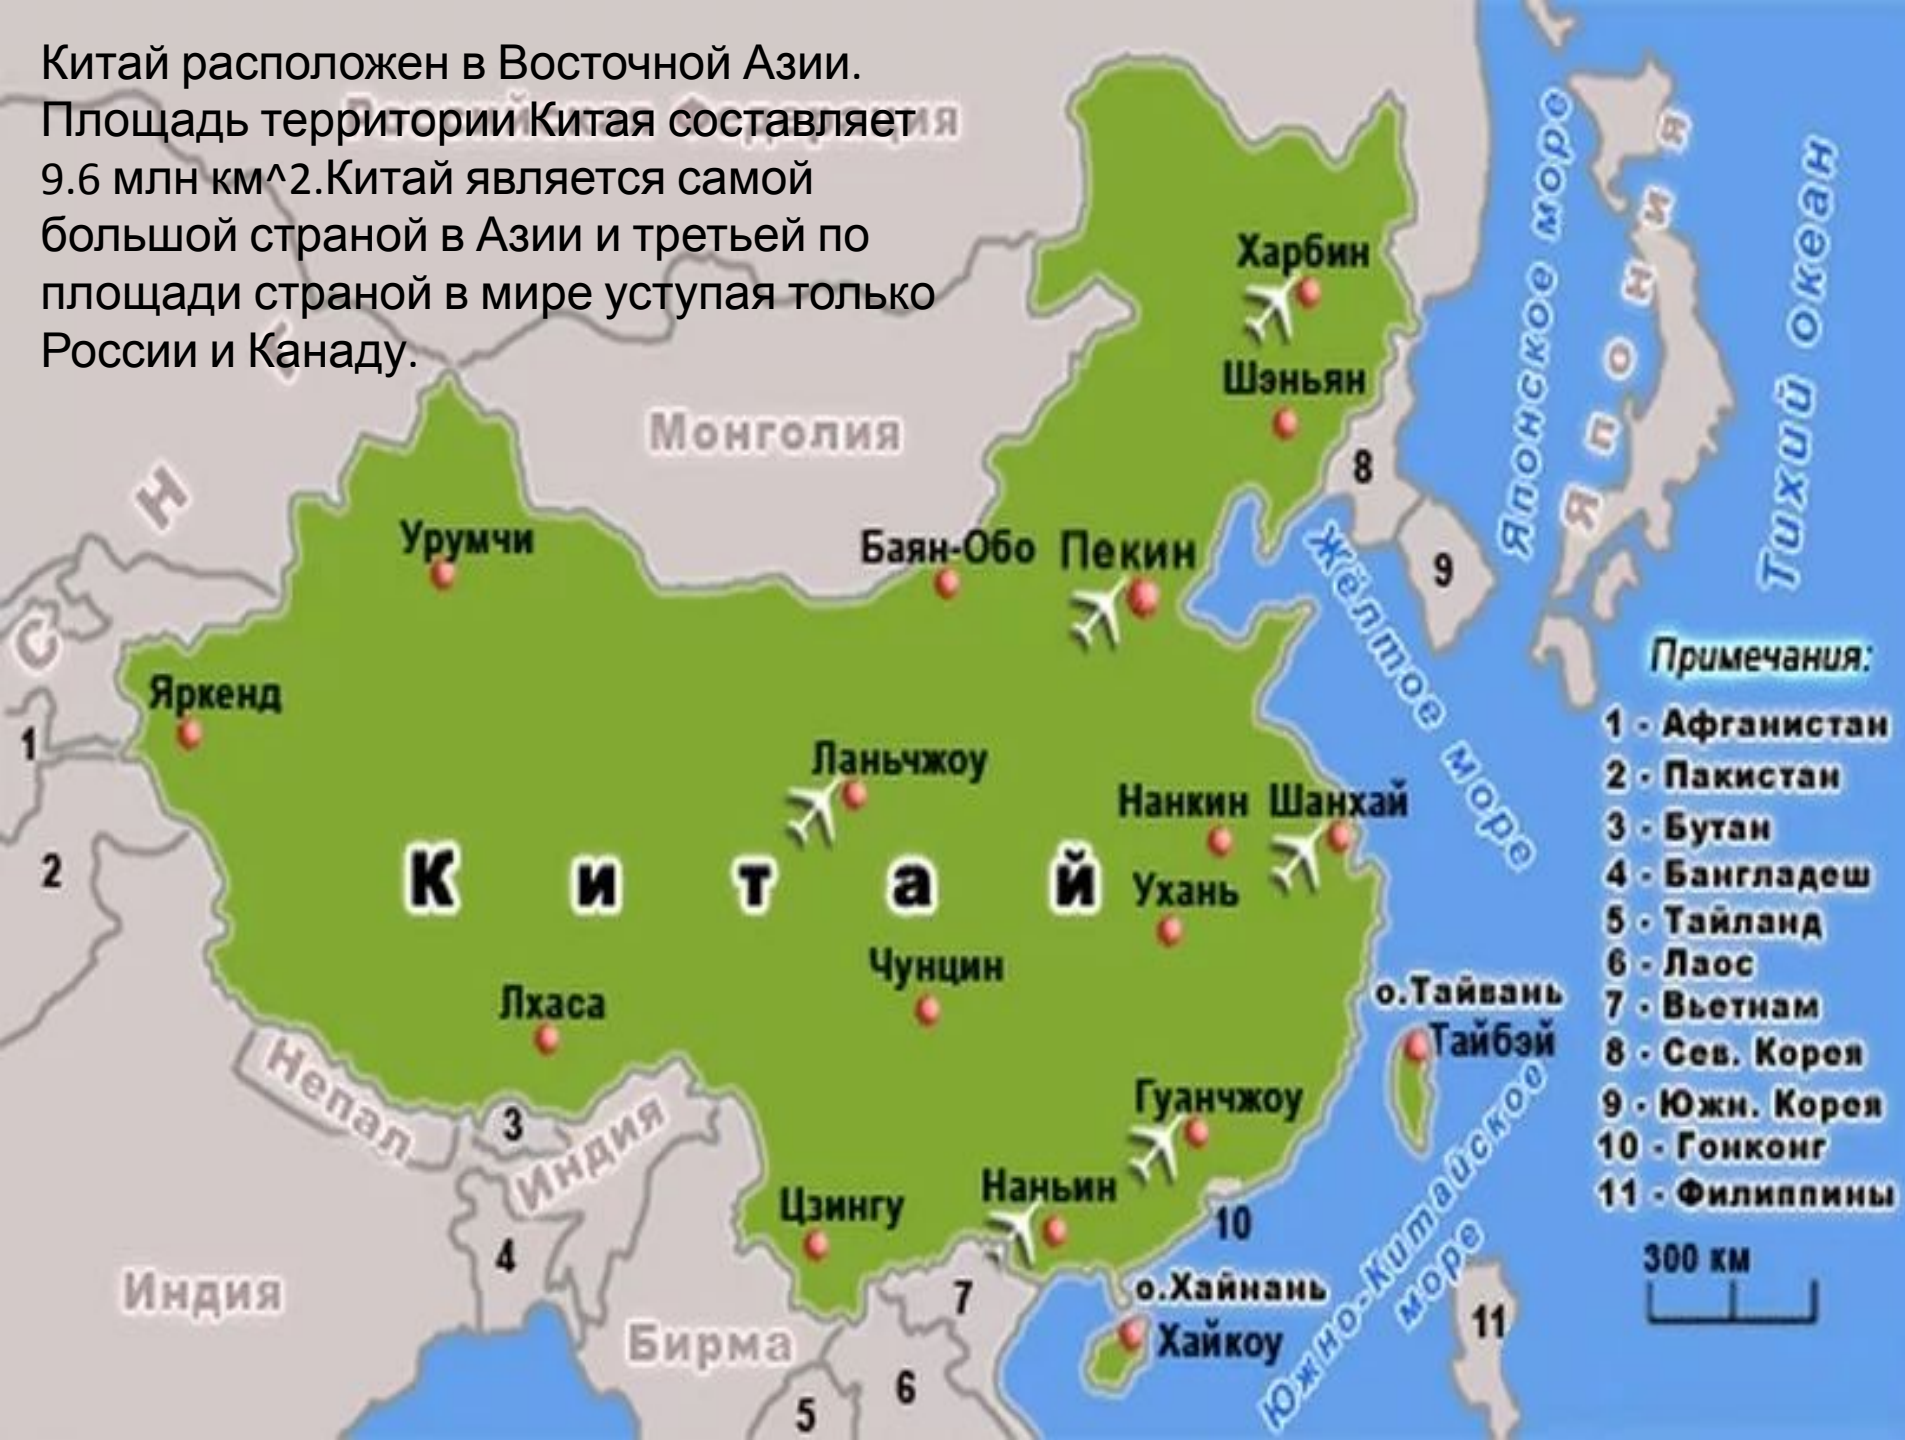 Китай расположен в Восточной Азии.
Площадь территории Китая составляет
9.6 млн км^2.Китай является самой
большой страной в Азии и третьей по
площади страной в мире уступая только
России и Канаду.
Российская Федерация
С Н Г
Монголия
Япония
Японское море
Тихий океан
Харбин
Шэньян
8
9
Жёлтое море
Урумчи
Баян-Обо
Пекин
Яркенд
1
2
Ланьчжоу
Нанкин
Шанхай
Китай
Ухань
Чунцин
Лхаса
о.Тайвань
Тайбэй
Непал
3
Индия
Гуанчжоу
Наньин
Цзингу
10
4
Индия
Бирма
7
о.Хайнань
Хайкоу
Южно-Китайское
море
5
6
11
Примечания:
1 - Афганистан
2 - Пакистан
3 - Бутан
4 - Бангладеш
5 - Тайланд
6 - Лаос
7 - Вьетнам
8 - Сев. Корея
9 - Южн. Корея
10 - Гонконг
11 - Филиппины
300 км